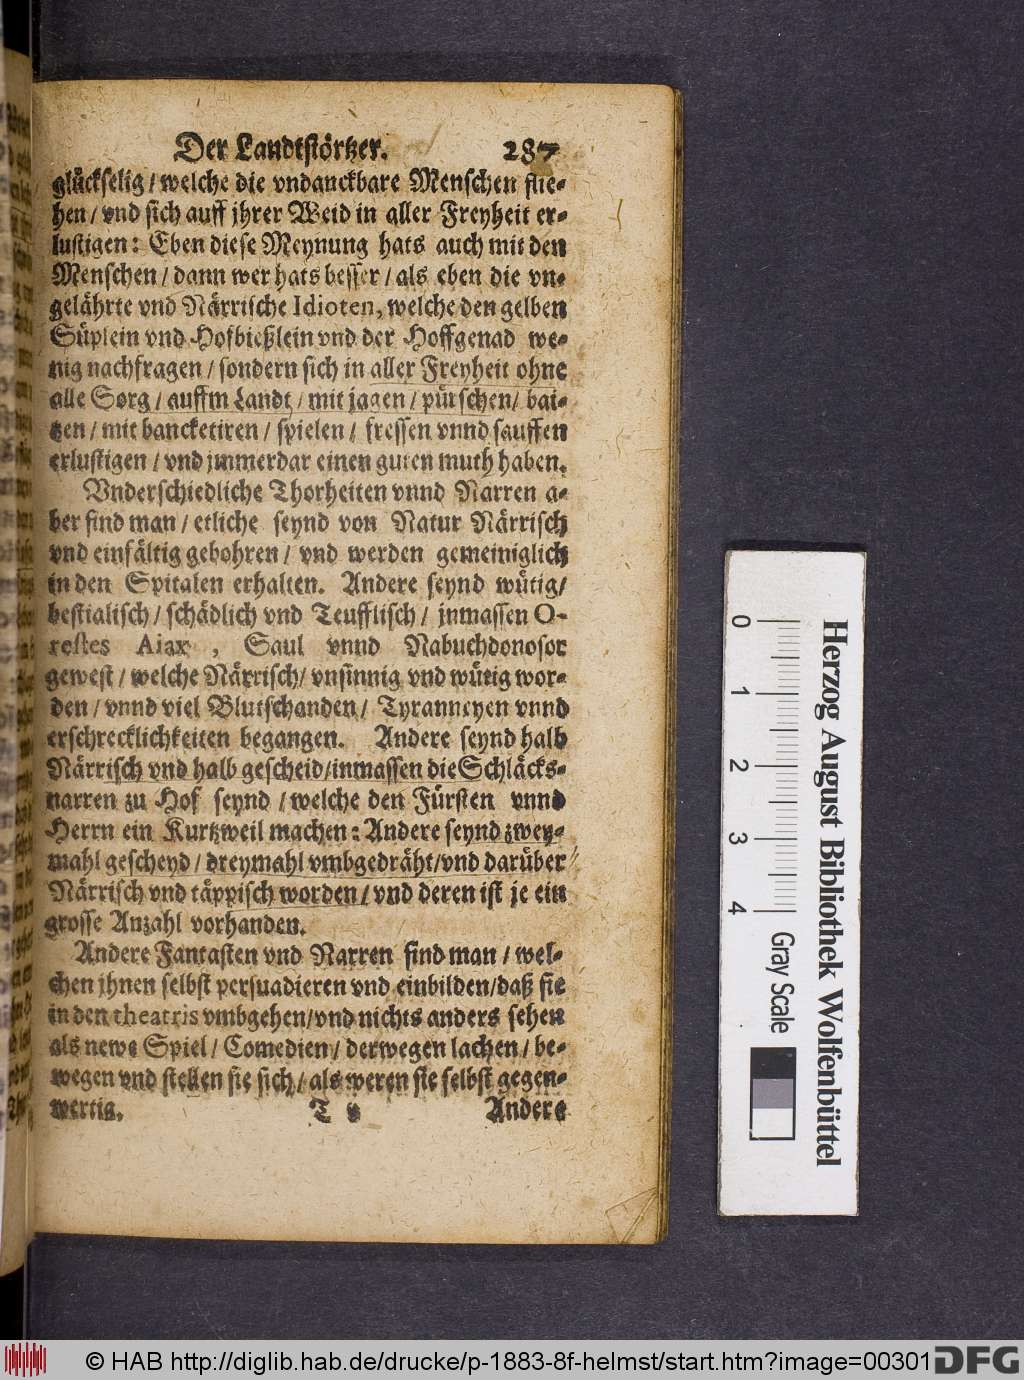 Der Landtstörtzer. 287
glückselig / welche die vndanckbare Menschen flie-
hen / vnd sich auff jhrer Weid in aller Freyheit er-
lustigen: Eben diese Meynung hats auch mit den
Menschen / dann wer hats besser / als eben die vn-
gelährte vnd Närrische Idioten, welche den gelben
Süplein vnd Hofbießlein vnd der Hoffgenad we-
nig nachfragen / sondern sich in aller Freyheit ohne
alle Sorg / auffm Landt / mit jagen / pürschen / bai-
tzen / mit bancketiren / spielen / fressen vnnd sauffen
erlustigen / vnd jmmerdar einen guten muth haben.
Vnderschiedliche Thorheiten vnnd Narren a-
ber find man / etliche seynd von Natur Närrisch
vnd einfältig gebohren / vnd werden gemeiniglich
in den Spitalen erhalten. Andere seynd wütig /
bestialisch / schädlich vnd Teufflisch / inmassen O-
restes Aiax, Saul vnnd Nabuchdonosor
gewest / welche Närrisch / vnsinnig vnd wütig wor-
den / vnnd viel Blutschanden / Tyranneyen vnnd
erschrecklichkeiten begangen. Andere seynd halb
Närrisch vnd halb gescheid / inmassen die Schläcks-
narren zu Hof seynd / welche den Fürsten vnnd
Herrn ein Kurtzweil machen: Andere seynd zwey-
mahl gescheyd / dreymahl vmbgedräht / vnd darüber
Närrisch vnd täppisch worden / vnd deren ist je ein
grosse Anzahl vorhanden.
Andere Fantasten vnd Narren find man / wel-
chen jhnen selbst persuadieren vnd einbilden / daß sie
in den theatris vmbgehen / vnd nichts anders sehen
als newe Spiel / Comedien / derwegen lachen / be-
wegen vnd stellen sie sich / als weren sie selbst gegen-
wertig. T Andere
0 1 2 3 4 Gray Scale
Herzog August Bibliothek Wolfenbüttel
© HAB http://diglib.hab.de/drucke/p-1883-8f-helmst/start.htm?image=00301 DFG